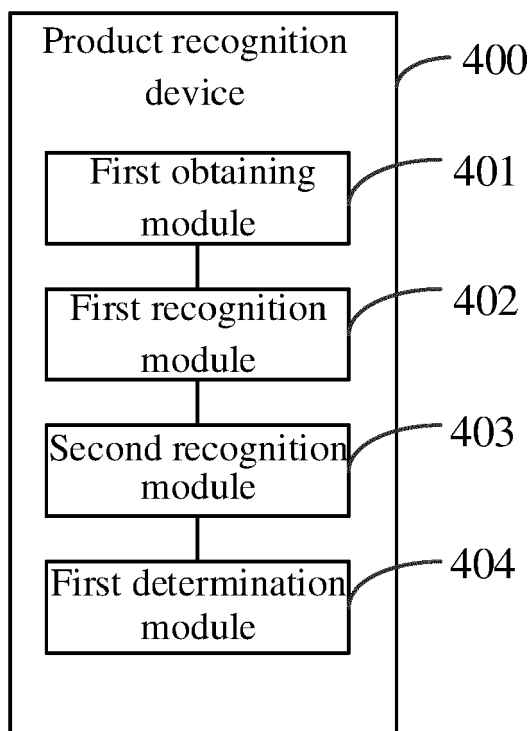 Product recognition
device
400
First obtaining
module
401
First recognition
module
402
Second recognition
module
403
First determination
module
404